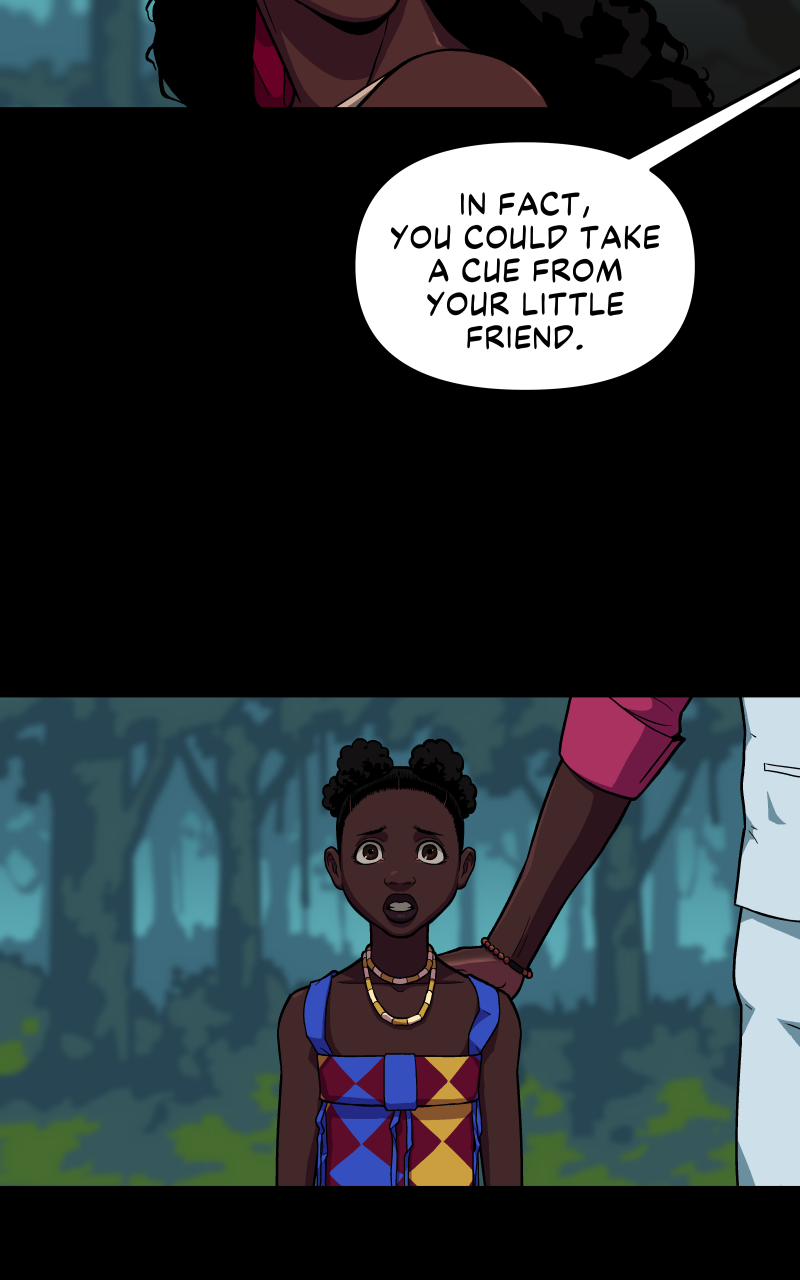 IN FACT,
YOU COULD TAKE
A CUE FROM
YOUR LITTLE
FRIEND.